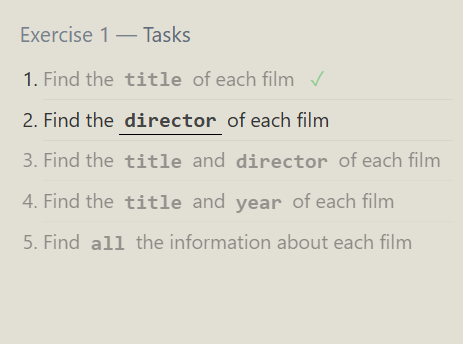 Exercise 1 — Tasks
1. Find the title of each film ✓
2. Find the director of each film
3. Find the title and director of each film
4. Find the title and year of each film
5. Find all the information about each film